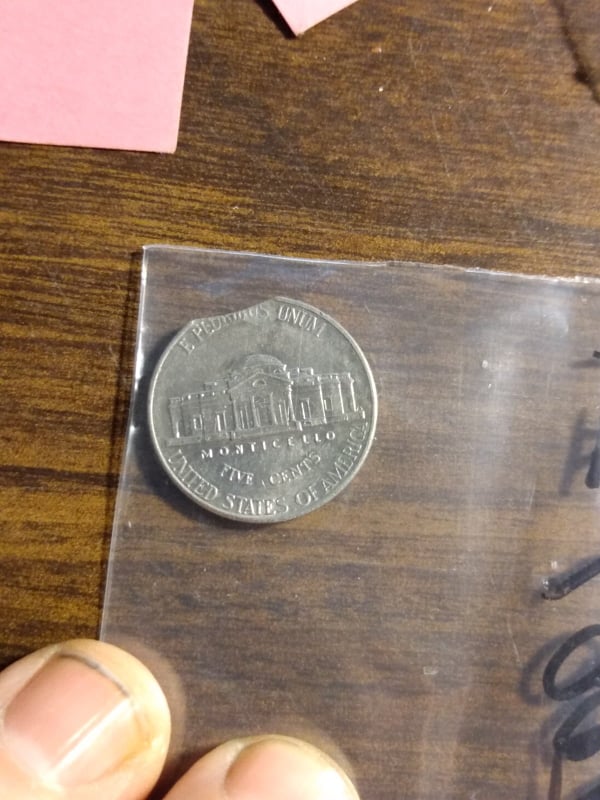 E PLURIBUS UNUM
MONTICELLO
FIVE CENTS
UNITED STATES OF AMERICA